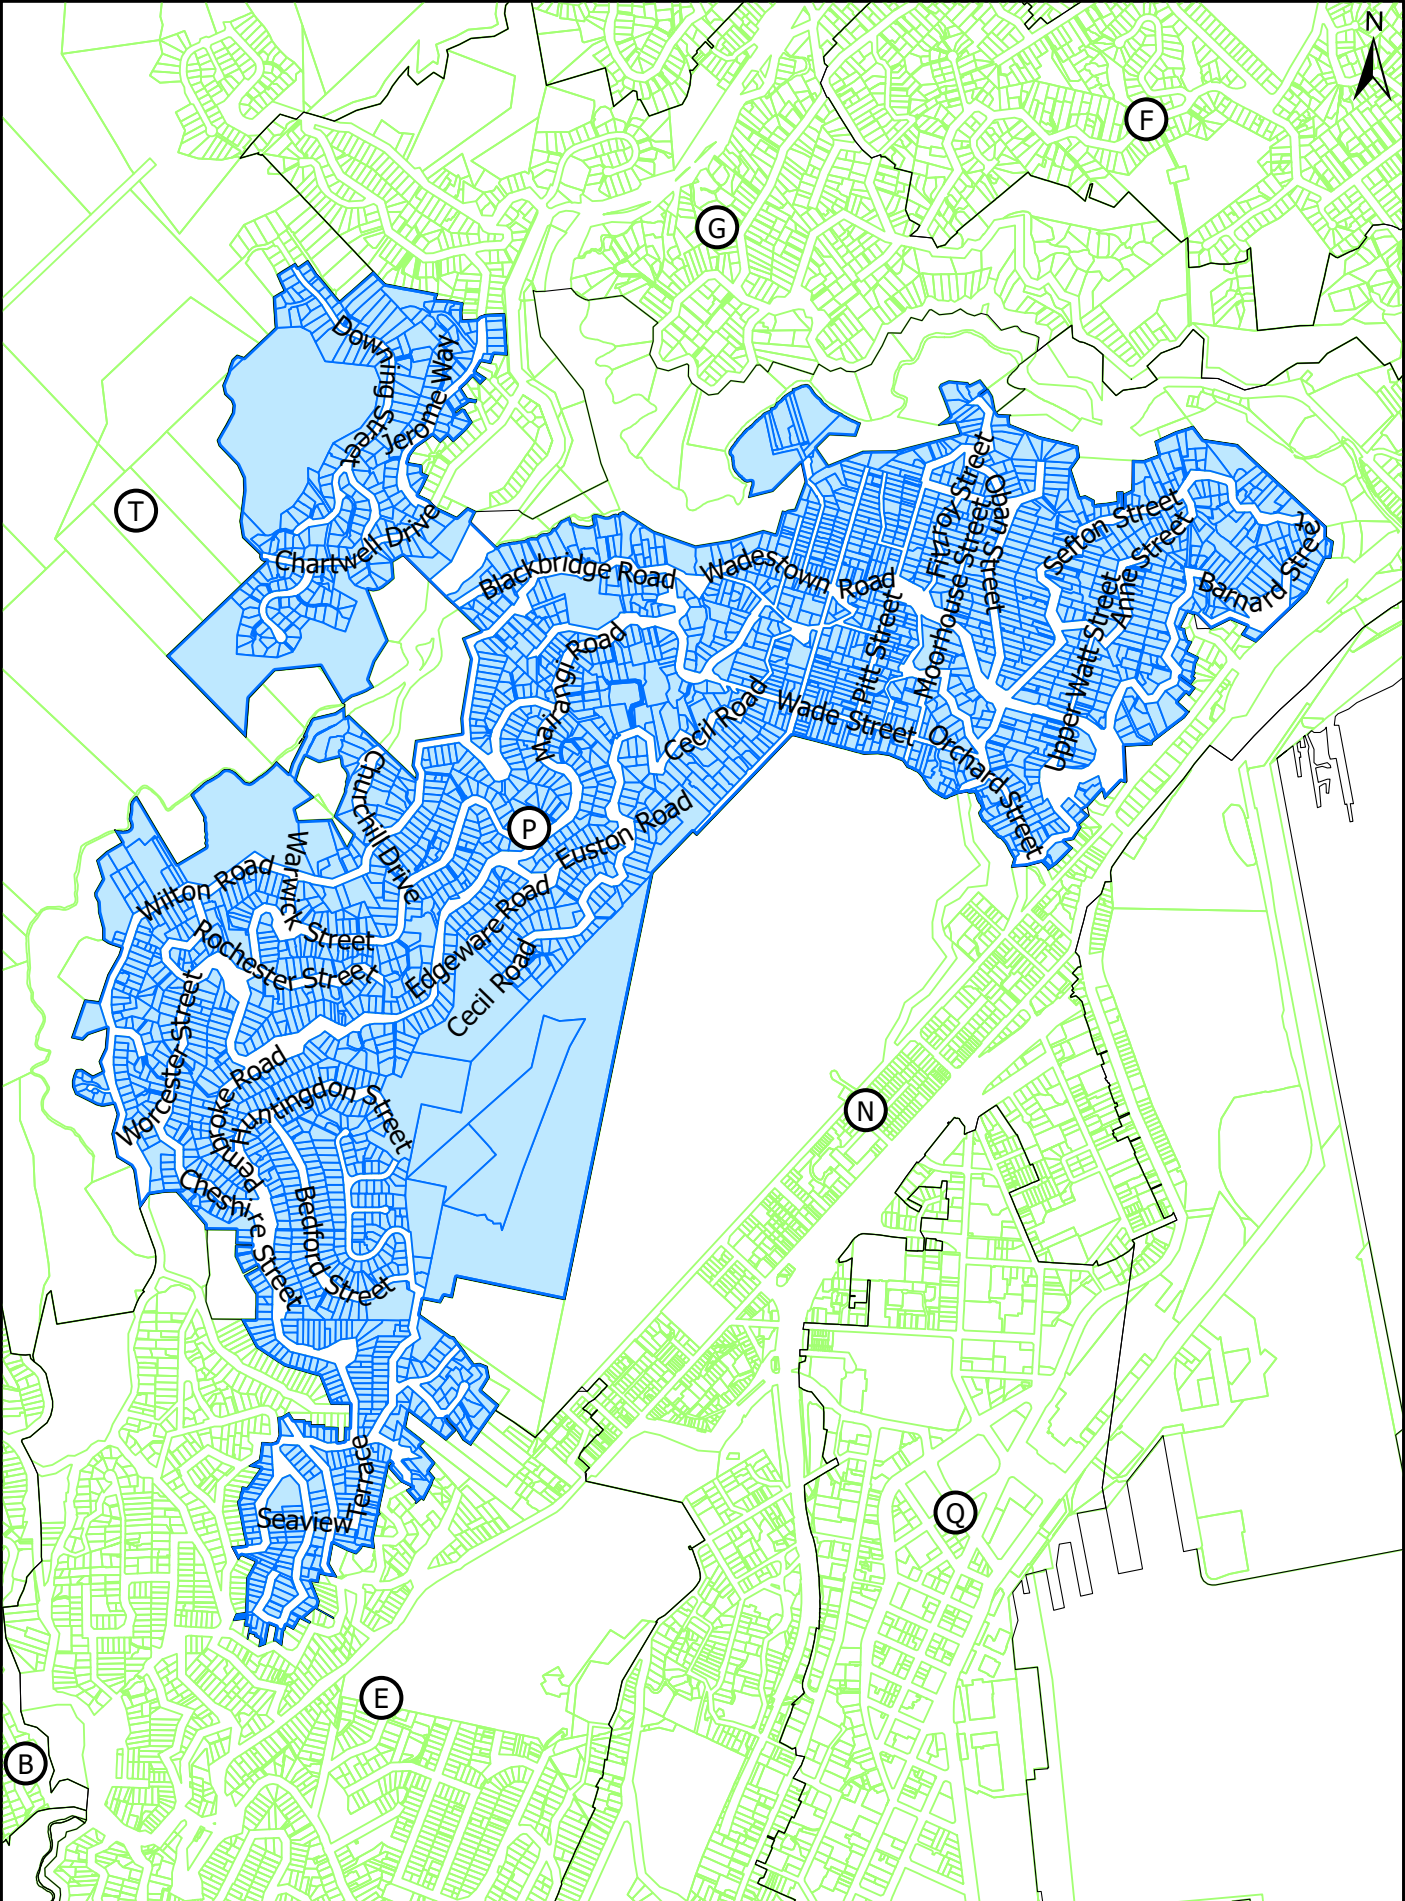 N
F
G
Downing Street
Jerome Way
T
Chartwell Drive
Blackbridge Road
Wadestown Road
Fitzroy Street
Oban Street
Moorhouse Street
Sefton Street
Anne Street
Barnard Street
Mairangi Road
Pitt Street
Upper Watt Street
Cecil Road
Wade Street
Orchard Street
Churchill Drive
P
Euston Road
Wilton Road
Warwick Street
Edgeware Road
Rochester Street
Cecil Road
Worcester Street
Pembroke Road
Huntingdon Street
N
Cheshire Street
Bedford Street
Seaview Terrace
Q
E
B